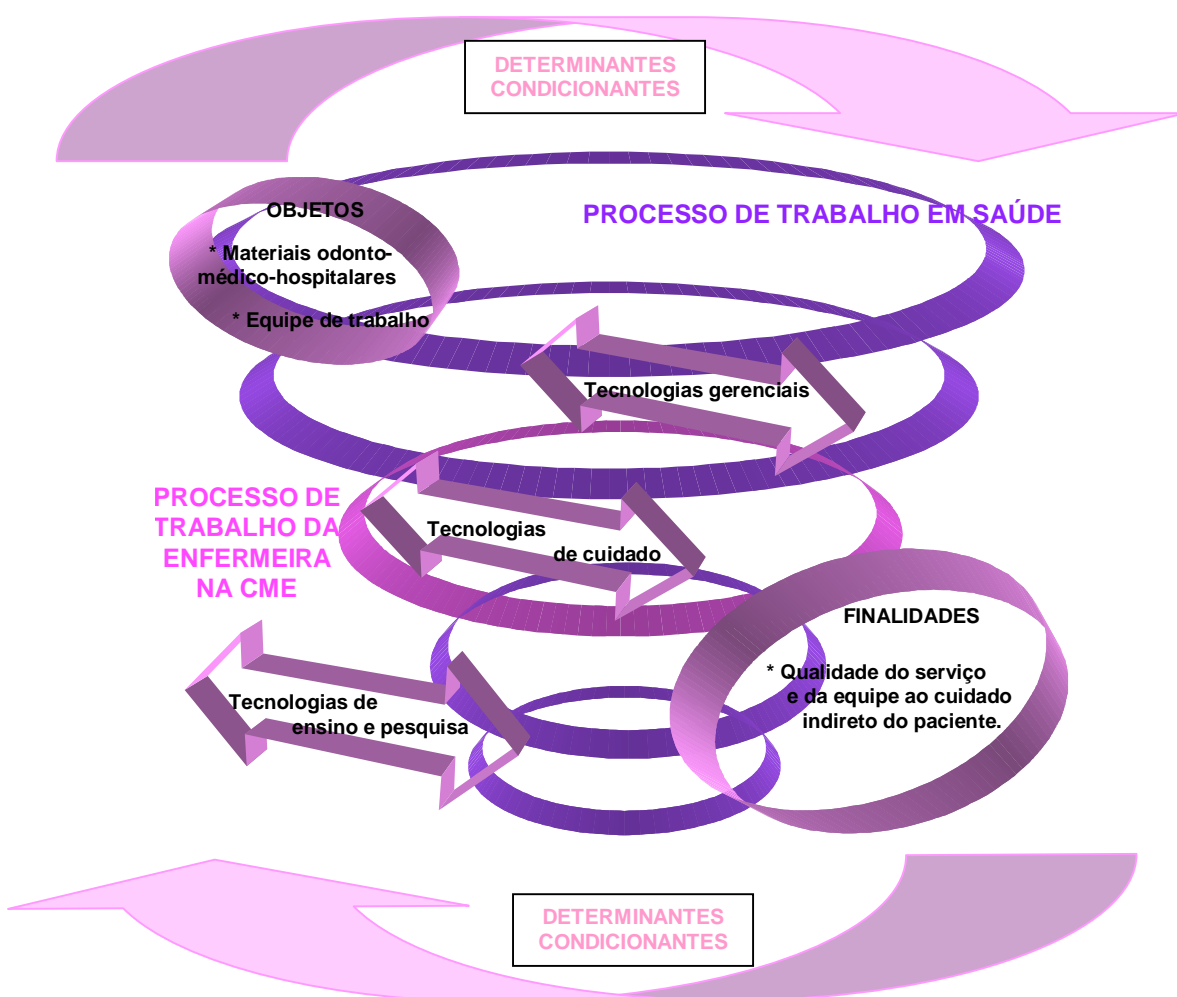 DETERMINANTES
CONDICIONANTES
OBJETOS
PROCESSO DE TRABALHO EM SAÚDE
* Materiais odonto-
médico-hospitalares
* Equipe de trabalho
Tecnologias gerenciais
PROCESSO DE
TRABALHO DA
ENFERMEIRA
NA CME
Tecnologias
de cuidado
FINALIDADES
* Qualidade do serviço
e da equipe ao cuidado
indireto do paciente.
Tecnologias de
ensino e pesquisa
DETERMINANTES
CONDICIONANTES